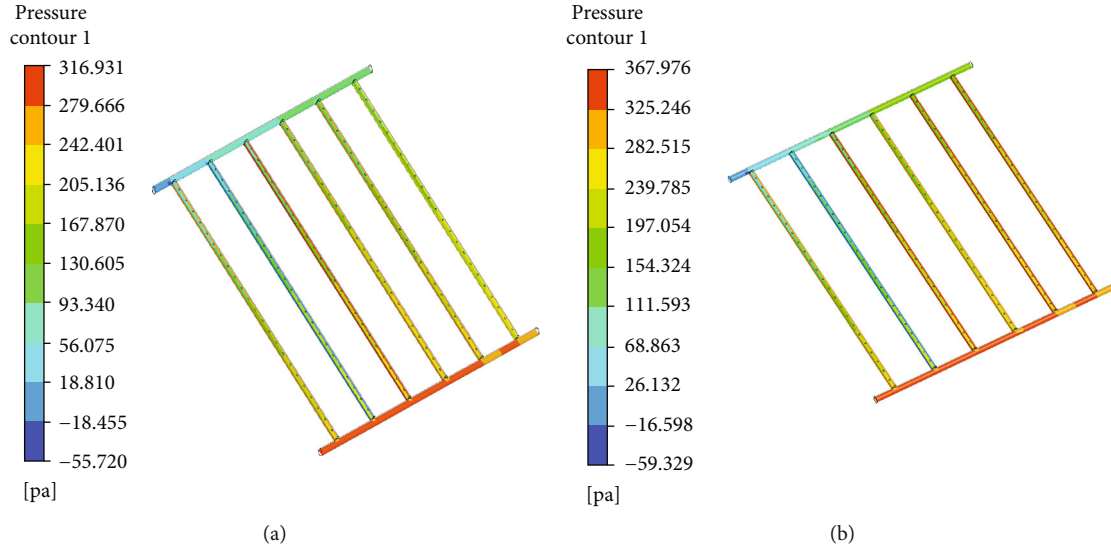 Pressure
contour 1
316.931
279.666
242.401
205.136
167.870
130.605
93.340
56.075
18.810
−18.455
−55.720
[pa]
(a)
Pressure
contour 1
367.976
325.246
282.515
239.785
197.054
154.324
111.593
68.863
26.132
−16.598
−59.329
[pa]
(b)